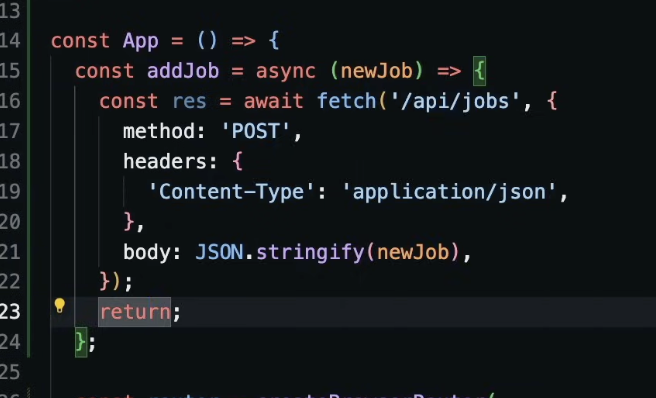 13
14 const App = () => {
15 const addJob = async (newJob) => {
16 const res = await fetch('/api/jobs', {
17 method: 'POST',
18 headers: {
19 'Content-Type': 'application/json',
20 },
21 body: JSON.stringify(newJob),
22 });
23 return;
24 };
25